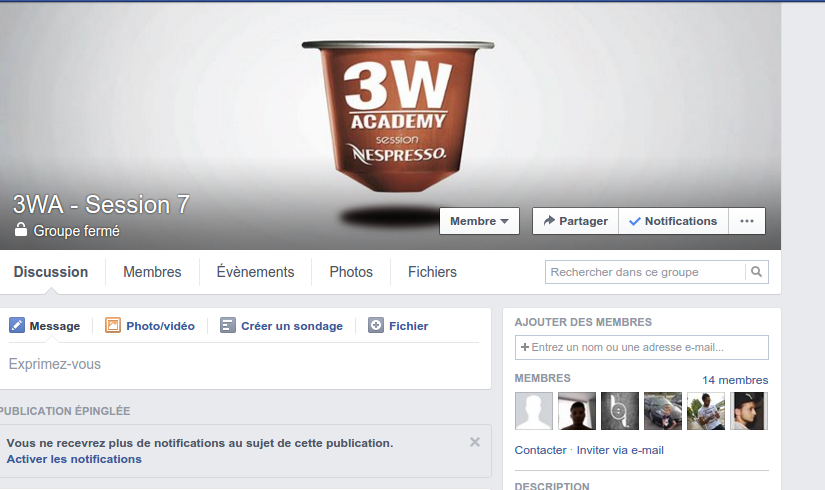 3W
ACADEMY
session
NESPRESSO.
3WA - Session 7
Groupe fermé
Membre
Partager
Notifications
Discussion
Membres
Évènements
Photos
Fichiers
Rechercher dans ce groupe
Message
Photo/vidéo
Créer un sondage
Fichier
Exprimez-vous
PUBLICATION ÉPINGLÉE
Vous ne recevrez plus de notifications au sujet de cette publication.
Activer les notifications
AJOUTER DES MEMBRES
+ Entrez un nom ou une adresse e-mail...
MEMBRES
14 membres
Contacter · Inviter via e-mail
DESCRIPTION